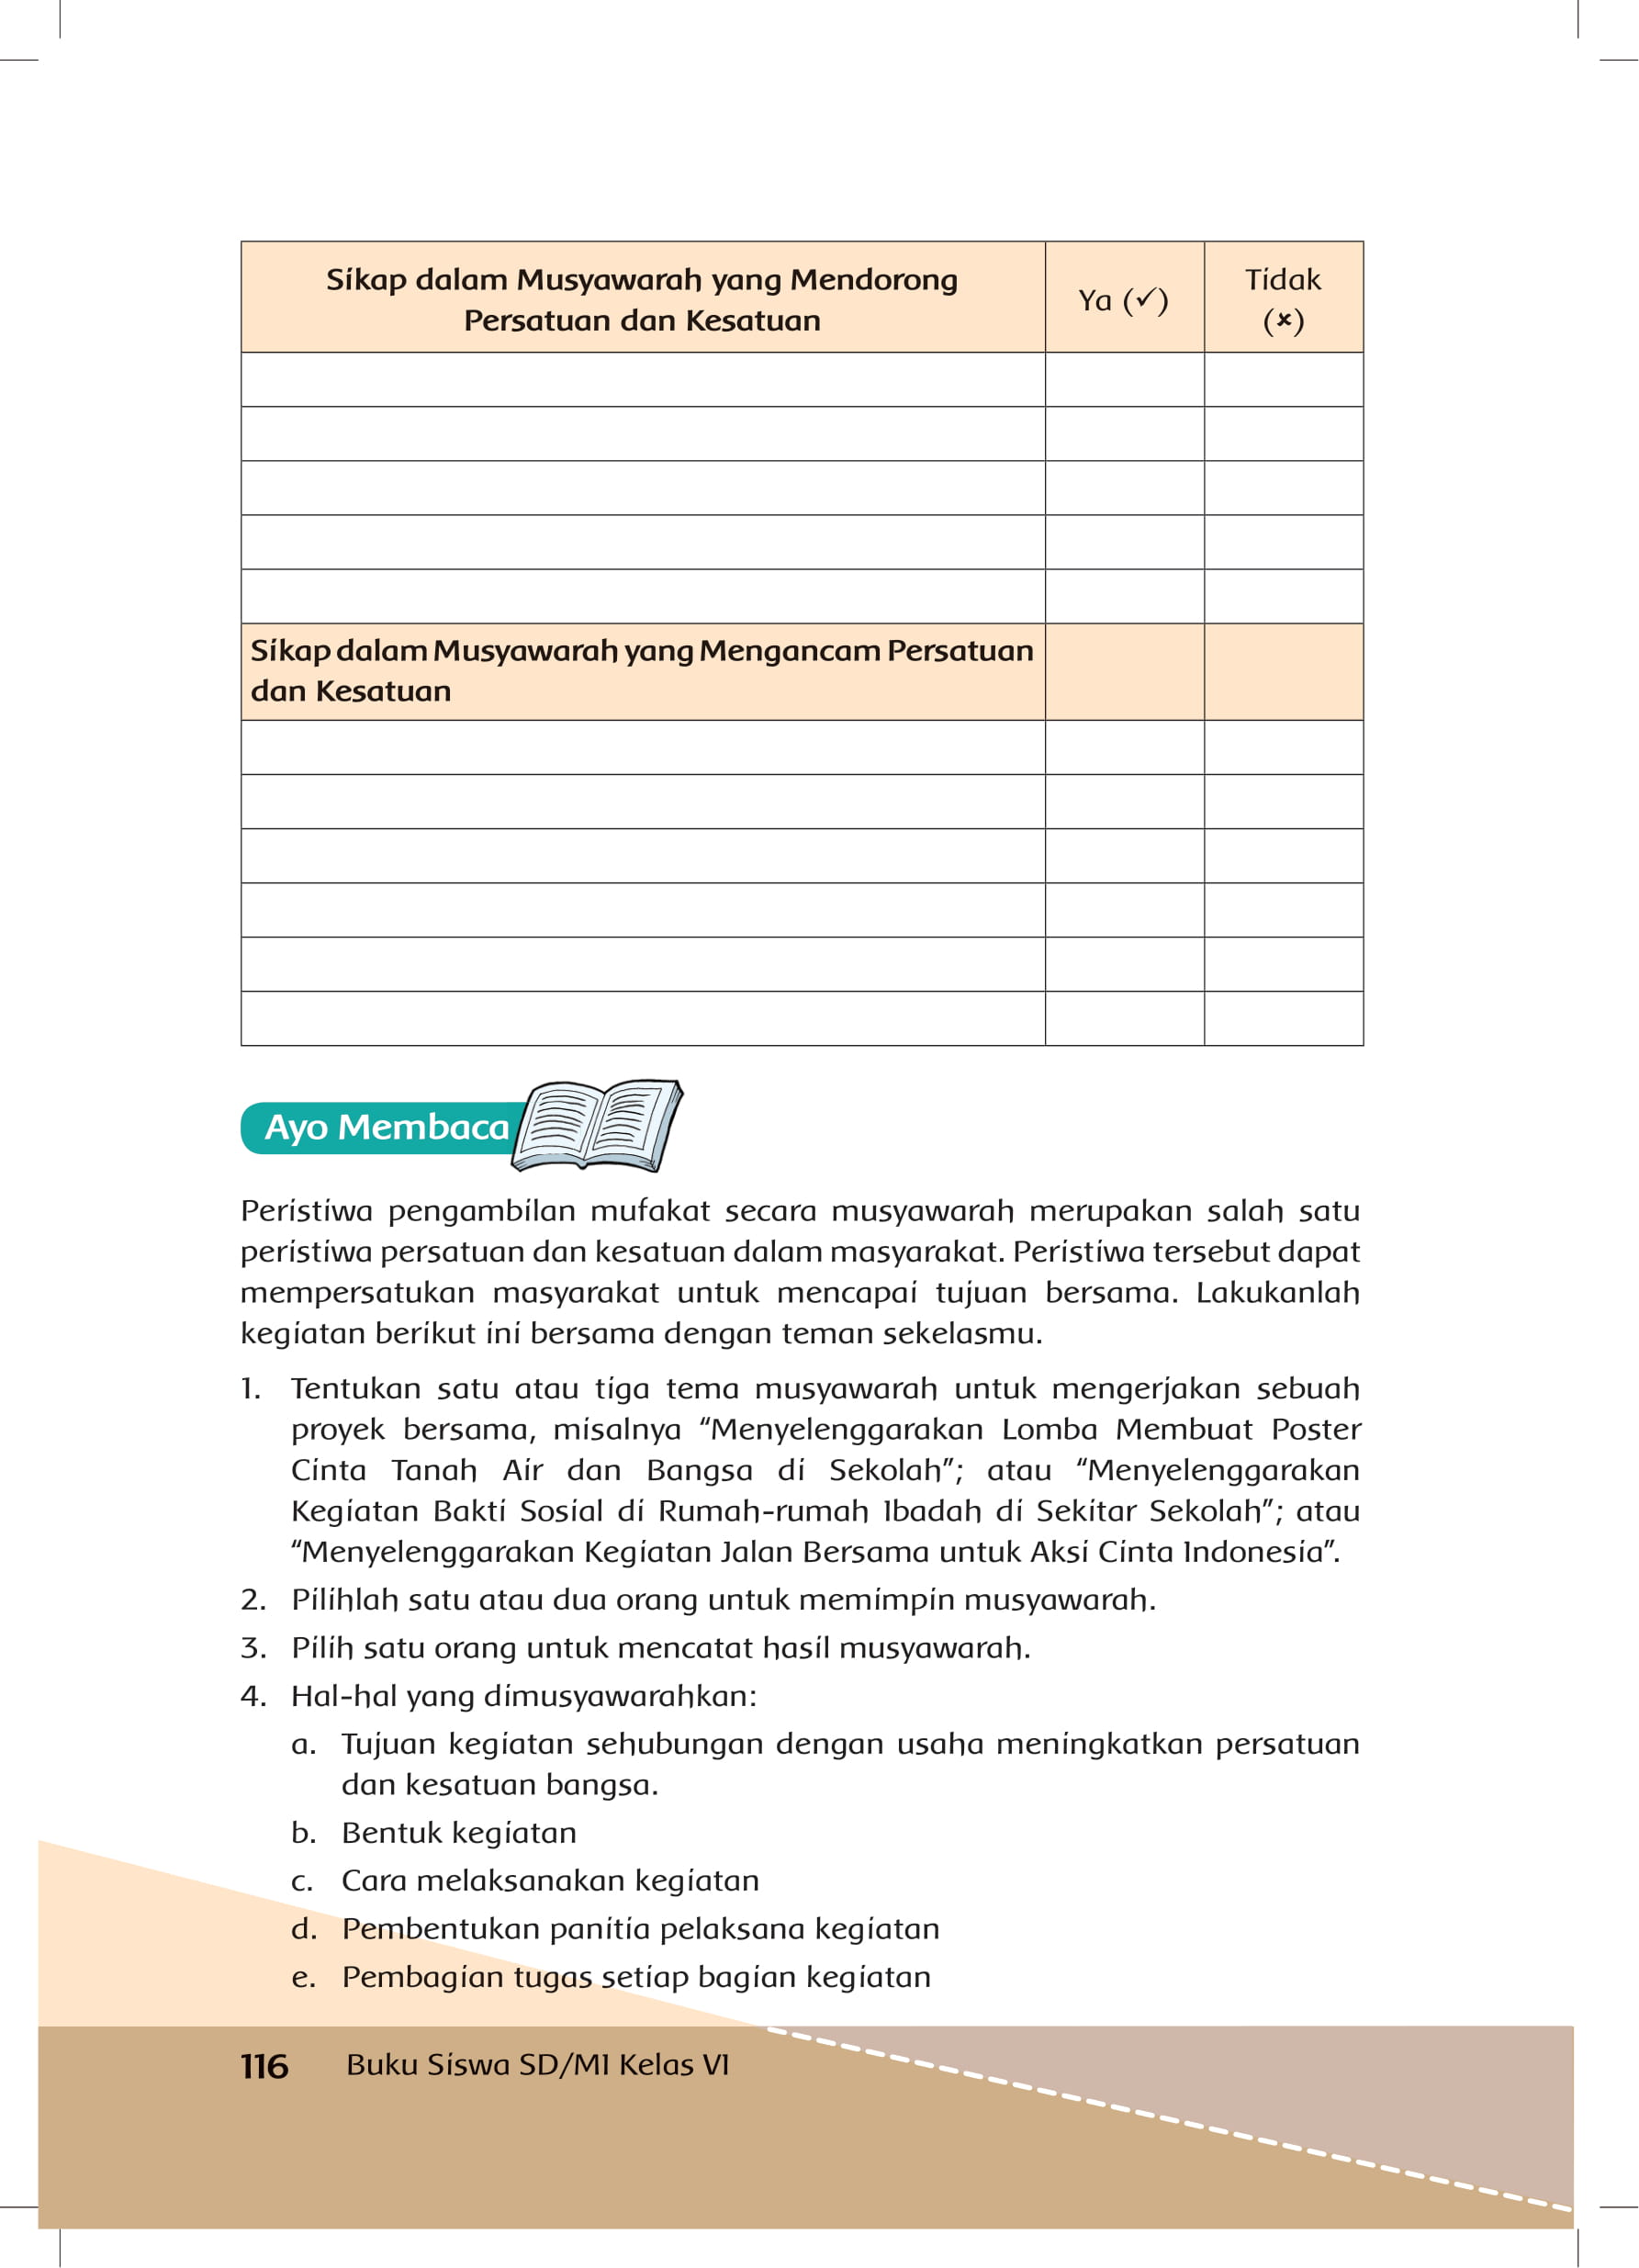 Sikap dalam Musyawarah yang Mendorong
Persatuan dan Kesatuan
Ya (✓)
Tidak
(✗)
Sikap dalam Musyawarah yang Mengancam Persatuan
dan Kesatuan
Ayo Membaca
Peristiwa pengambilan mufakat secara musyawarah merupakan salah satu
peristiwa persatuan dan kesatuan dalam masyarakat. Peristiwa tersebut dapat
mempersatukan masyarakat untuk mencapai tujuan bersama. Lakukanlah
kegiatan berikut ini bersama dengan teman sekelasmu.
1. Tentukan satu atau tiga tema musyawarah untuk mengerjakan sebuah
proyek bersama, misalnya “Menyelenggarakan Lomba Membuat Poster
Cinta Tanah Air dan Bangsa di Sekolah”; atau “Menyelenggarakan
Kegiatan Bakti Sosial di Rumah-rumah Ibadah di Sekitar Sekolah”; atau
“Menyelenggarakan Kegiatan Jalan Bersama untuk Aksi Cinta Indonesia”.
2. Pilihlah satu atau dua orang untuk memimpin musyawarah.
3. Pilih satu orang untuk mencatat hasil musyawarah.
4. Hal-hal yang dimusyawarahkan:
a. Tujuan kegiatan sehubungan dengan usaha meningkatkan persatuan
dan kesatuan bangsa.
b. Bentuk kegiatan
c. Cara melaksanakan kegiatan
d. Pembentukan panitia pelaksana kegiatan
e. Pembagian tugas setiap bagian kegiatan
116 Buku Siswa SD/MI Kelas VI